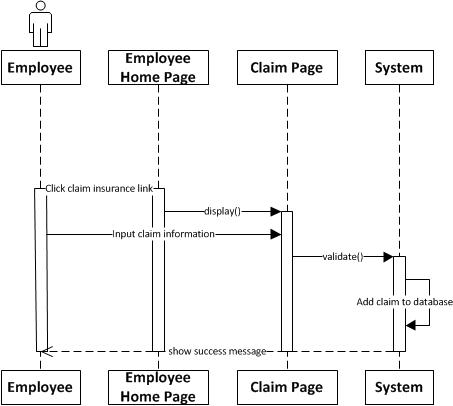 Employee
Employee
Home Page
Claim Page
System
Click claim insurance link
display()
Input claim information
validate()
Add claim to database
show success message
Employee
Employee
Home Page
Claim Page
System